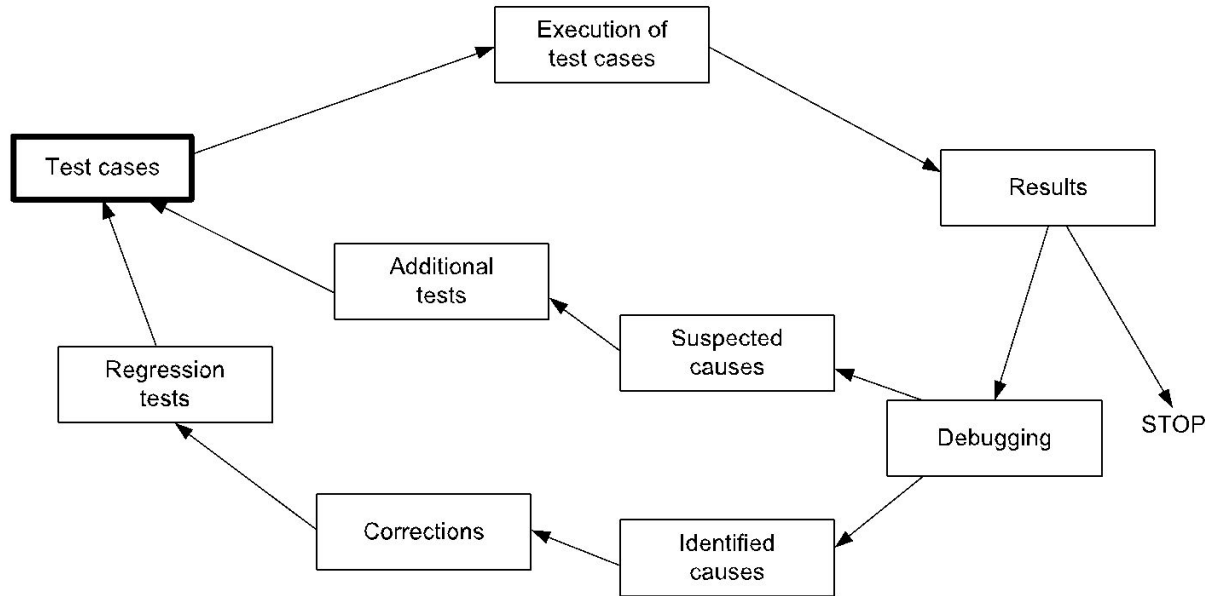 Execution of
test cases
Test cases
Results
Additional
tests
Suspected
causes
Regression
tests
Debugging
STOP
Corrections
Identified
causes